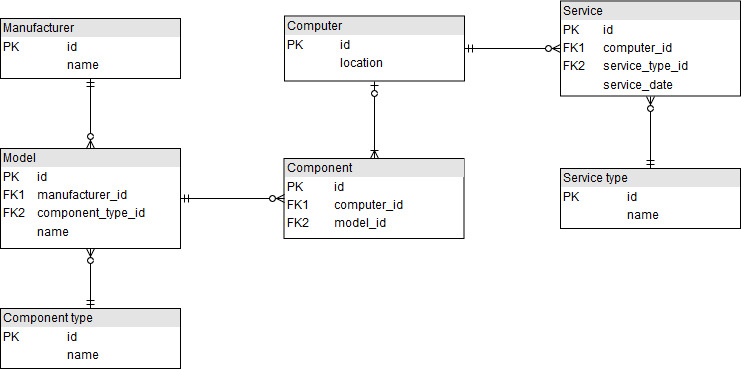 Manufacturer
PK id
name
Computer
PK id
location
Service
PK id
FK1 computer_id
FK2 service_type_id
service_date
Model
PK id
FK1 manufacturer_id
FK2 component_type_id
name
Component
PK id
FK1 computer_id
FK2 model_id
Service type
PK id
name
Component type
PK id
name